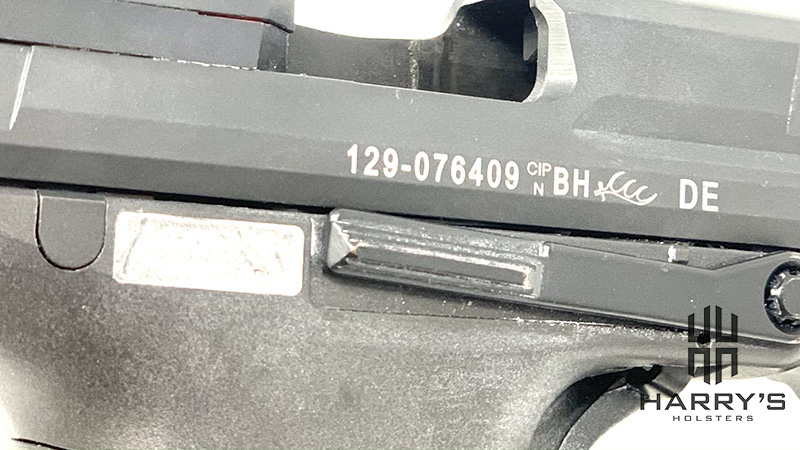 129-076409 CIP N BH DE
HARRY'S
HOLSTERS